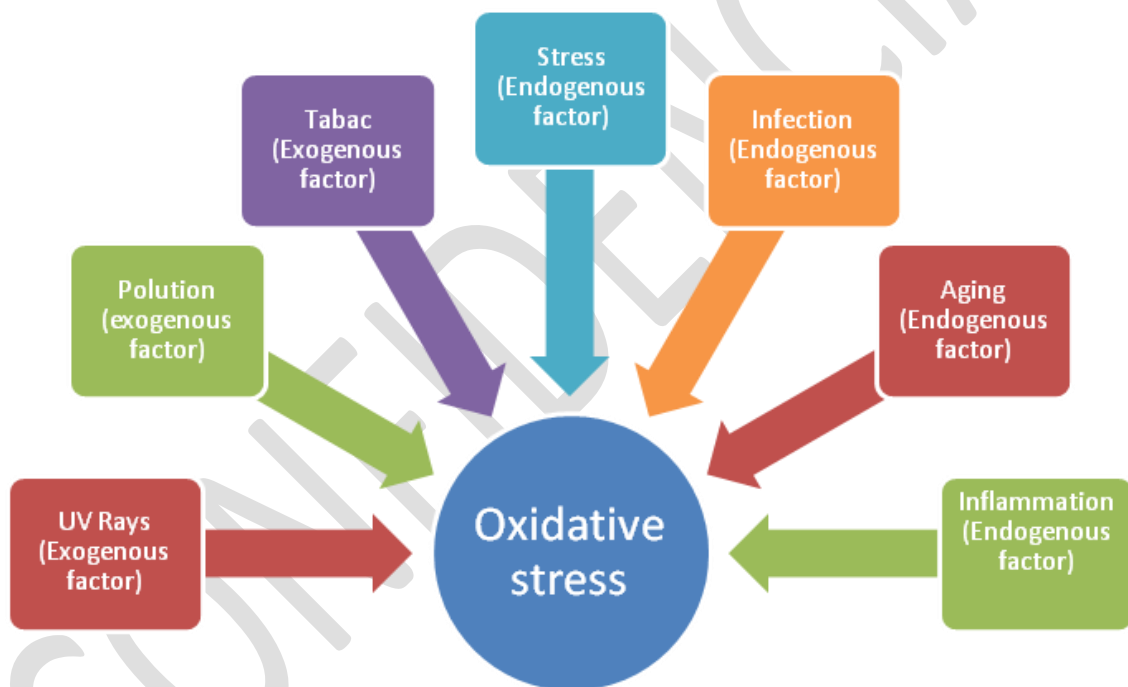 Stress
(Endogenous
factor)
Tabac
(Exogenous
factor)
Infection
(Endogenous
factor)
Polution
(exogenous
factor)
Aging
(Endogenous
factor)
UV Rays
(Exogenous
factor)
Oxidative
stress
Inflammation
(Endogenous
factor)